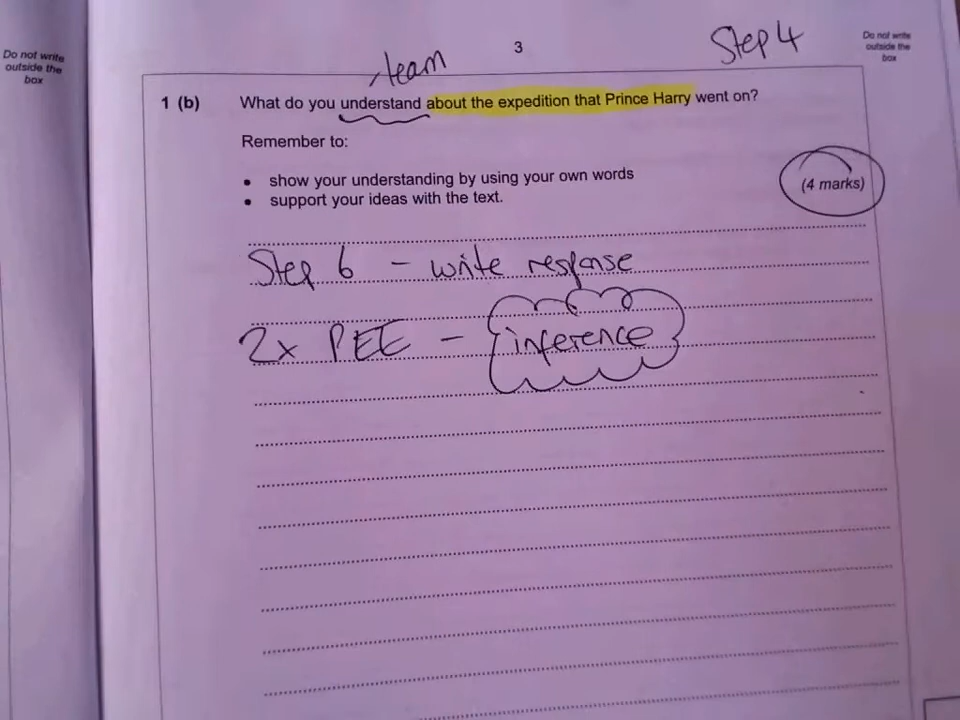 3
Step 4
team
Do not write
outside the
box
Do not write
outside the
box
1 (b) What do you understand about the expedition that Prince Harry went on?
Remember to:
• show your understanding by using your own words
• support your ideas with the text.
(4 marks)
Step 6 - write response
2x PEE - inference